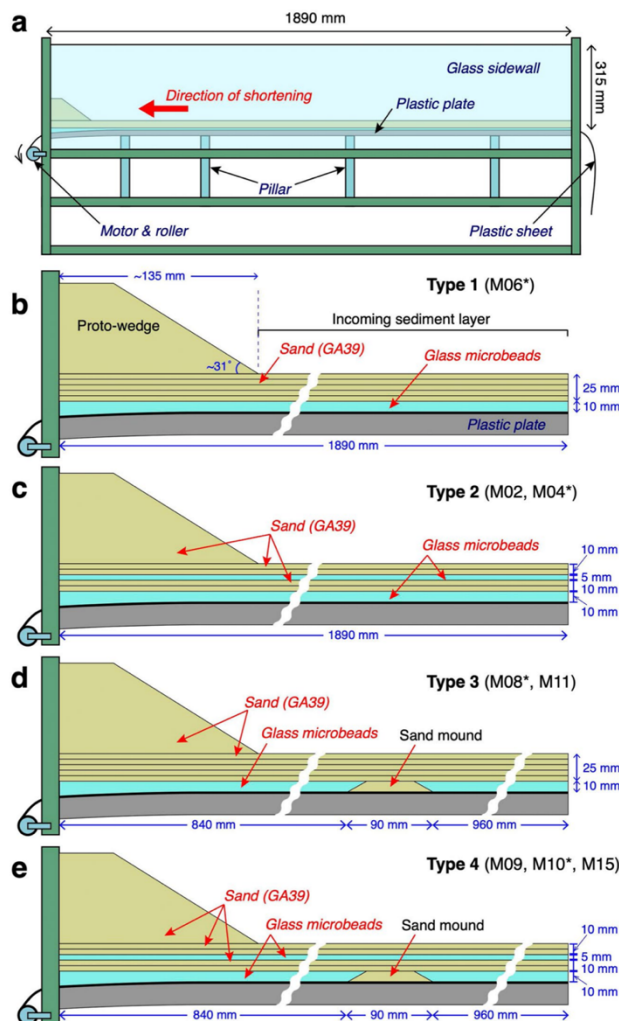 a
1890 mm
Glass sidewall
315 mm
Direction of shortening
Plastic plate
Pillar
Motor & roller
Plastic sheet
b
~135 mm
Type 1 (M06*)
Proto-wedge
Incoming sediment layer
Sand (GA39)
~31°
Glass microbeads
25 mm
10 mm
Plastic plate
1890 mm
c
Type 2 (M02, M04*)
Sand (GA39)
Glass microbeads
10 mm
5 mm
10 mm
10 mm
1890 mm
d
Type 3 (M08*, M11)
Sand (GA39)
Glass microbeads
Sand mound
25 mm
10 mm
840 mm
90 mm
960 mm
e
Type 4 (M09, M10*, M15)
Sand (GA39)
Glass microbeads
Sand mound
10 mm
5 mm
10 mm
10 mm
840 mm
90 mm
960 mm